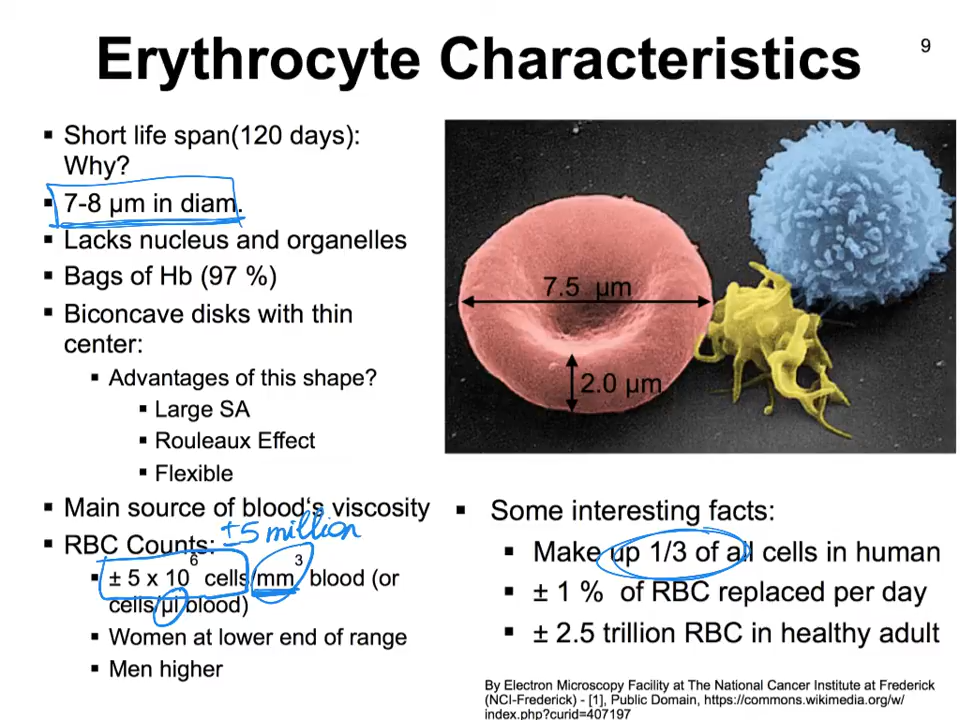 Erythrocyte Characteristics
9
▪ Short life span(120 days):
Why?
▪ 7-8 µm in diam.
▪ Lacks nucleus and organelles
▪ Bags of Hb (97 %)
▪ Biconcave disks with thin
center:
▪ Advantages of this shape?
▪ Large SA
▪ Rouleaux Effect
▪ Flexible
▪ Main source of blood‘s viscosity
±5 million
▪ RBC Counts:
▪ ± 5 x 10⁶ cells/mm³ blood (or
cells/µl blood)
▪ Women at lower end of range
▪ Men higher
7.5 µm
2.0 µm
▪ Some interesting facts:
▪ Make up 1/3 of all cells in human
▪ ± 1 % of RBC replaced per day
▪ ± 2.5 trillion RBC in healthy adult
By Electron Microscopy Facility at The National Cancer Institute at Frederick
(NCI-Frederick) - [1], Public Domain, https://commons.wikimedia.org/w/
index.php?curid=407197